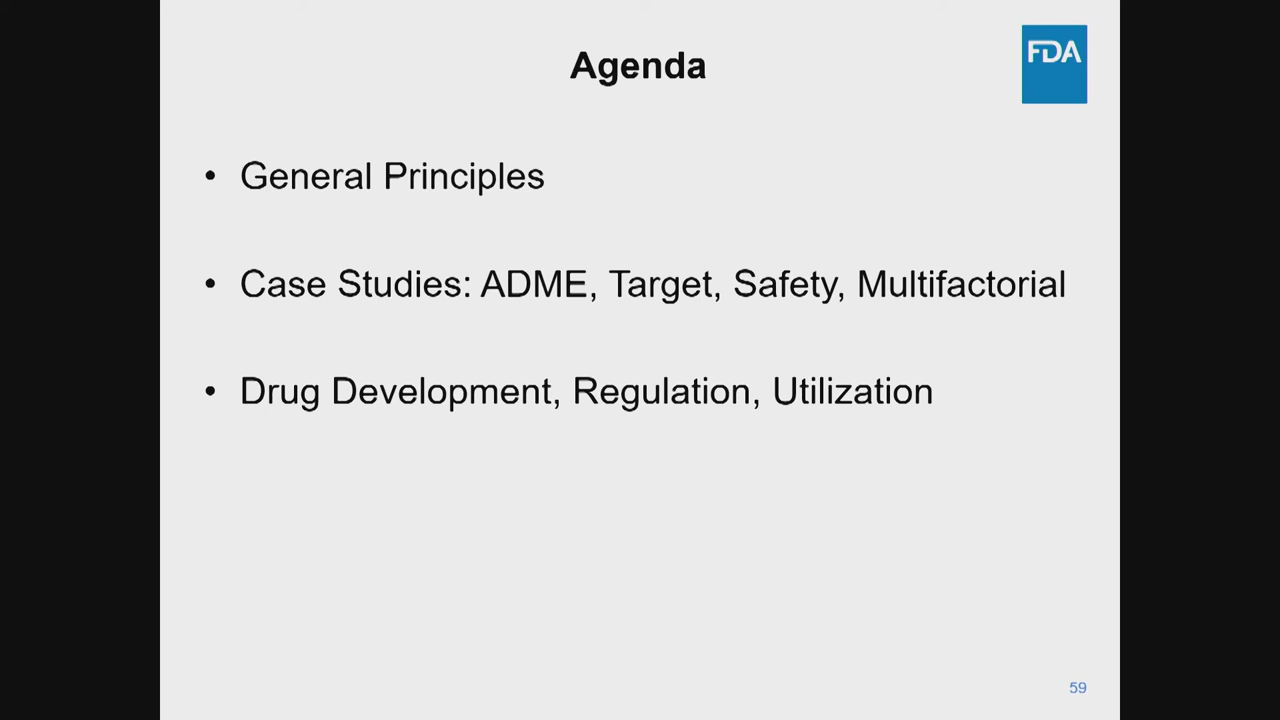 Agenda
FDA
• General Principles
• Case Studies: ADME, Target, Safety, Multifactorial
• Drug Development, Regulation, Utilization
59